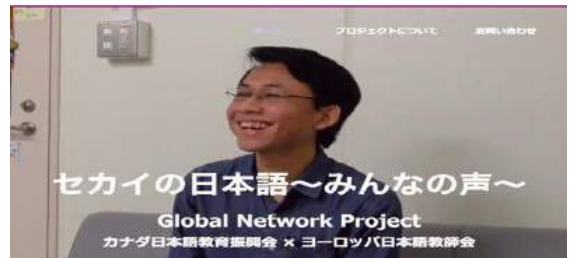 プロジェクトについて お問い合わせ
セカイの日本語～みんなの声～
Global Network Project
カナダ日本語教育振興会 × ヨーロッパ日本語教師会